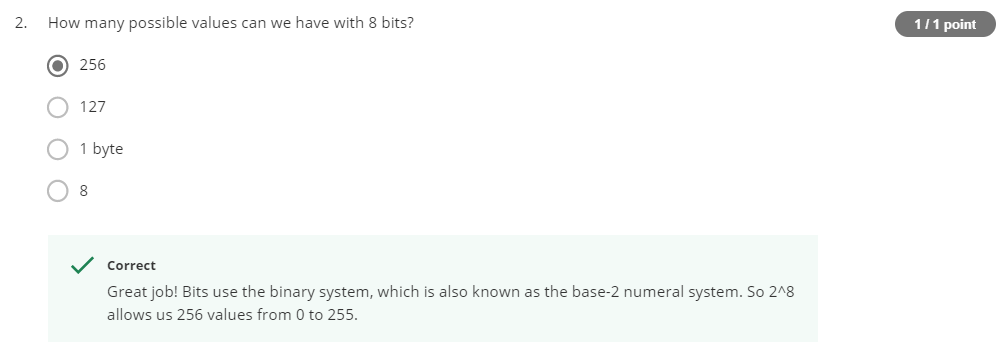 2. How many possible values can we have with 8 bits?
1 / 1 point
256
127
1 byte
8
Correct
Great job! Bits use the binary system, which is also known as the base-2 numeral system. So 2^8
allows us 256 values from 0 to 255.